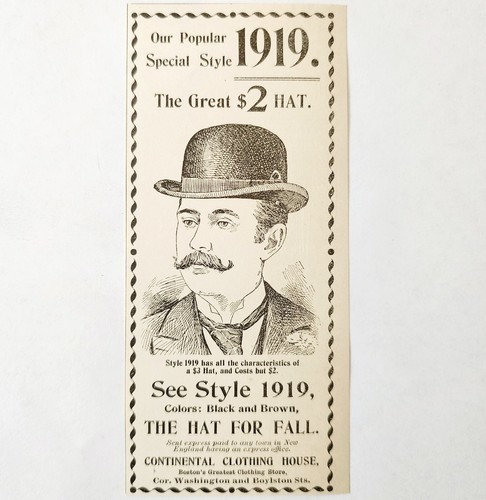 Our Popular
Special Style 1919.
The Great $2 HAT.
Style 1919 has all the characteristics of
a $3 Hat, and Costs but $2.
See Style 1919,
Colors: Black and Brown,
THE HAT FOR FALL.
Sent express paid to any town in New
England having an express office.
CONTINENTAL CLOTHING HOUSE,
Boston's Greatest Clothing Store,
Cor. Washington and Boylston Sts.